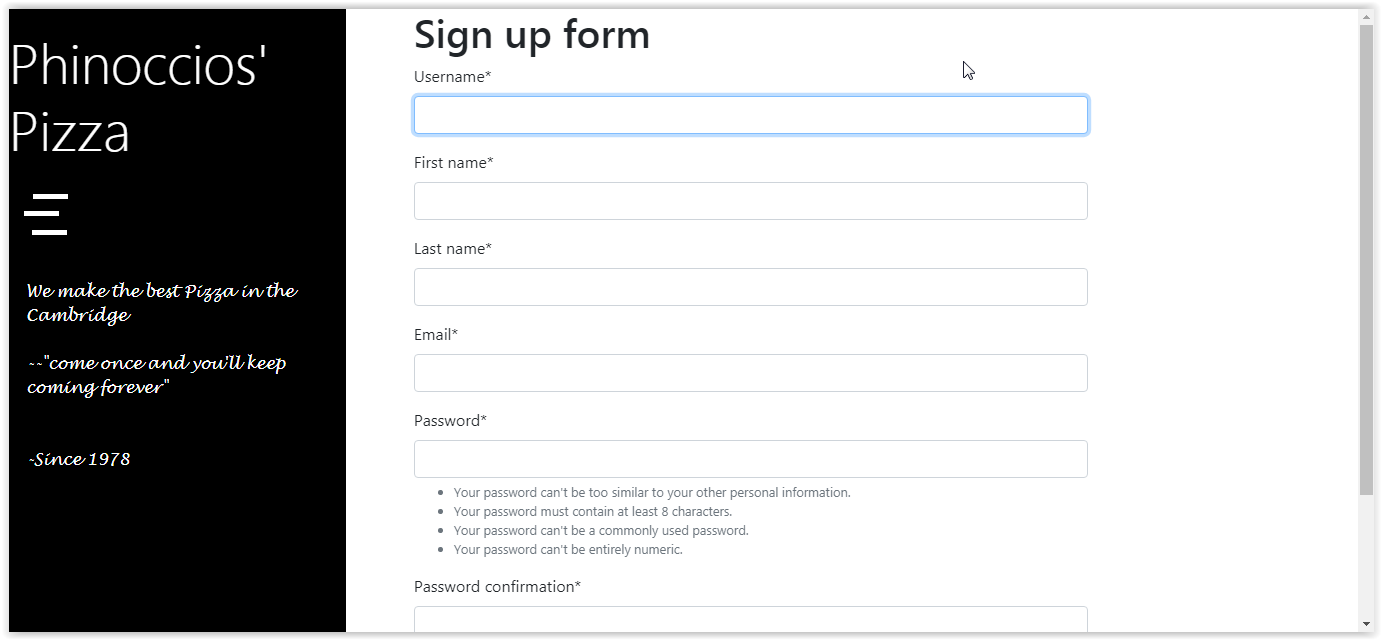 Phinoccios'
Pizza
We make the best Pizza in the
Cambridge
~~"come once and you'll keep
coming forever"
~Since 1978
Sign up form
Username*
First name*
Last name*
Email*
Password*
Your password can't be too similar to your other personal information.
Your password must contain at least 8 characters.
Your password can't be a commonly used password.
Your password can't be entirely numeric.
Password confirmation*